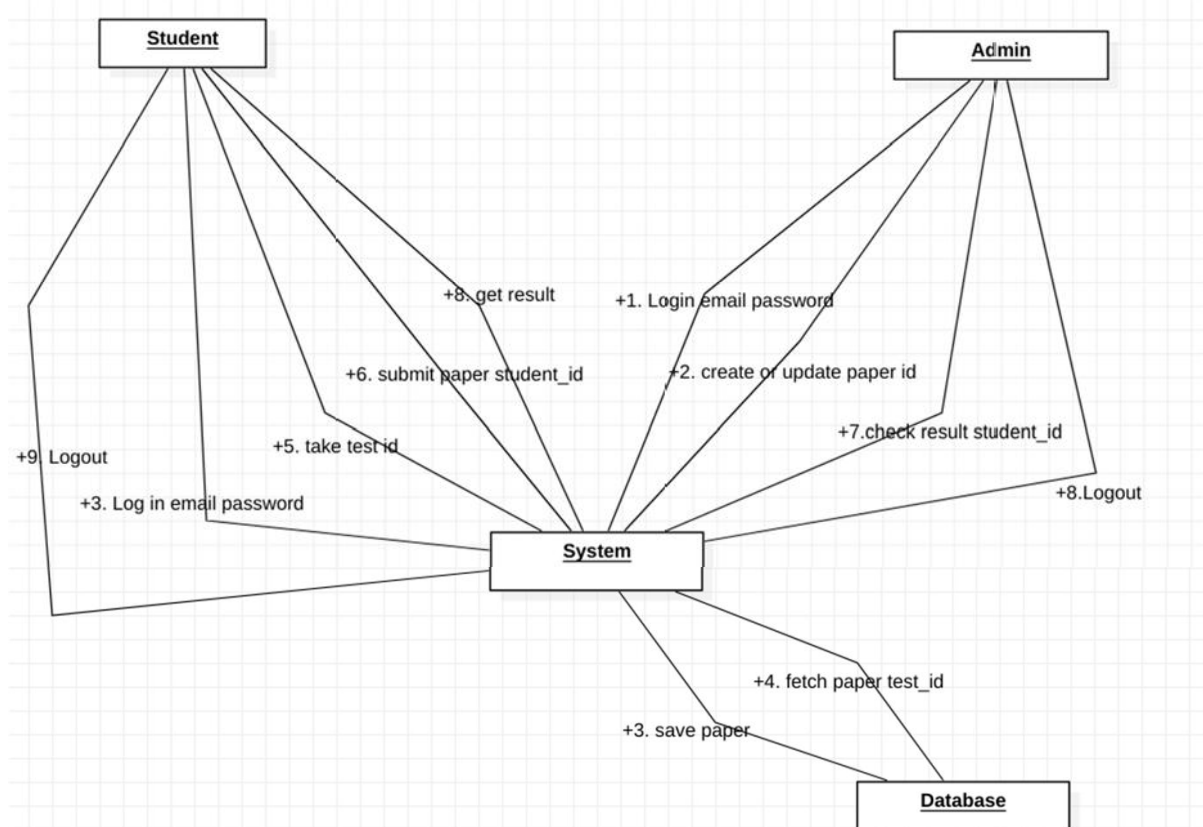 Student
Admin
+8. get result
+1. Login email password
+6. submit paper student_id
+2. create or update paper id
+5. take test id
+7.check result student_id
+9. Logout
+3. Log in email password
+8.Logout
System
+4. fetch paper test_id
+3. save paper
Database